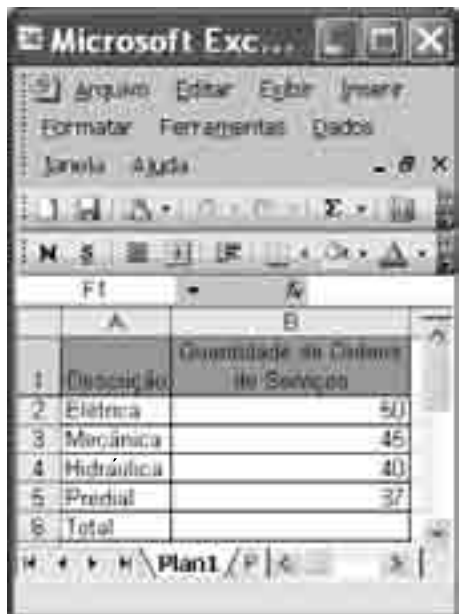 Microsoft Exc...
Arquivo Editar Exibir Inserir
Formatar Ferramentas Dados
Janela Ajuda
N S
F1 fx
A B
1 Descrição Quantidade de Ordens
de Serviços
2 Elétrica 50
3 Mecânica 45
4 Hidráulica 40
5 Predial 37
6 Total
Plan1 / P